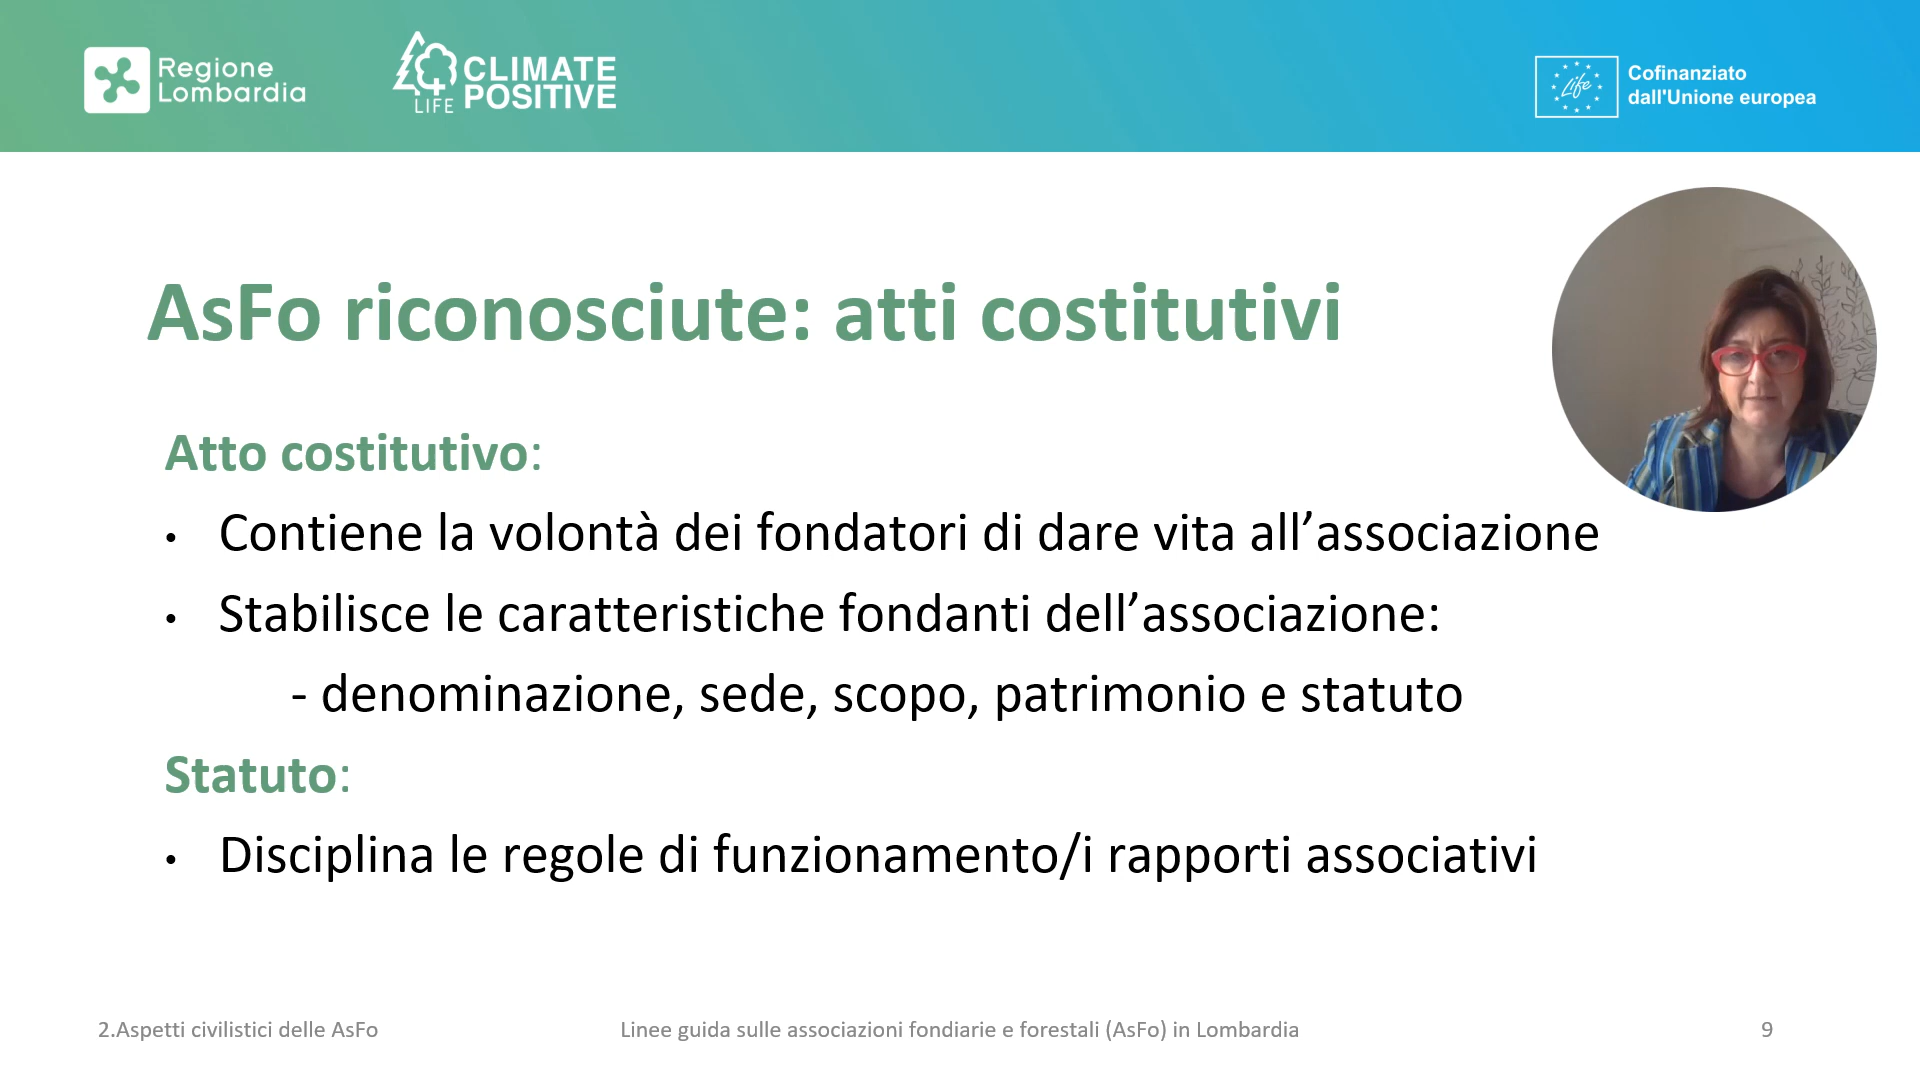 Regione
Lombardia
LIFE
CLIMATE
POSITIVE
Life
Cofinanziato
dall'Unione europea
AsFo riconosciute: atti costitutivi
Atto costitutivo:
• Contiene la volontà dei fondatori di dare vita all’associazione
• Stabilisce le caratteristiche fondanti dell’associazione:
- denominazione, sede, scopo, patrimonio e statuto
Statuto:
• Disciplina le regole di funzionamento/i rapporti associativi
2.Aspetti civilistici delle AsFo
Linee guida sulle associazioni fondiarie e forestali (AsFo) in Lombardia
9